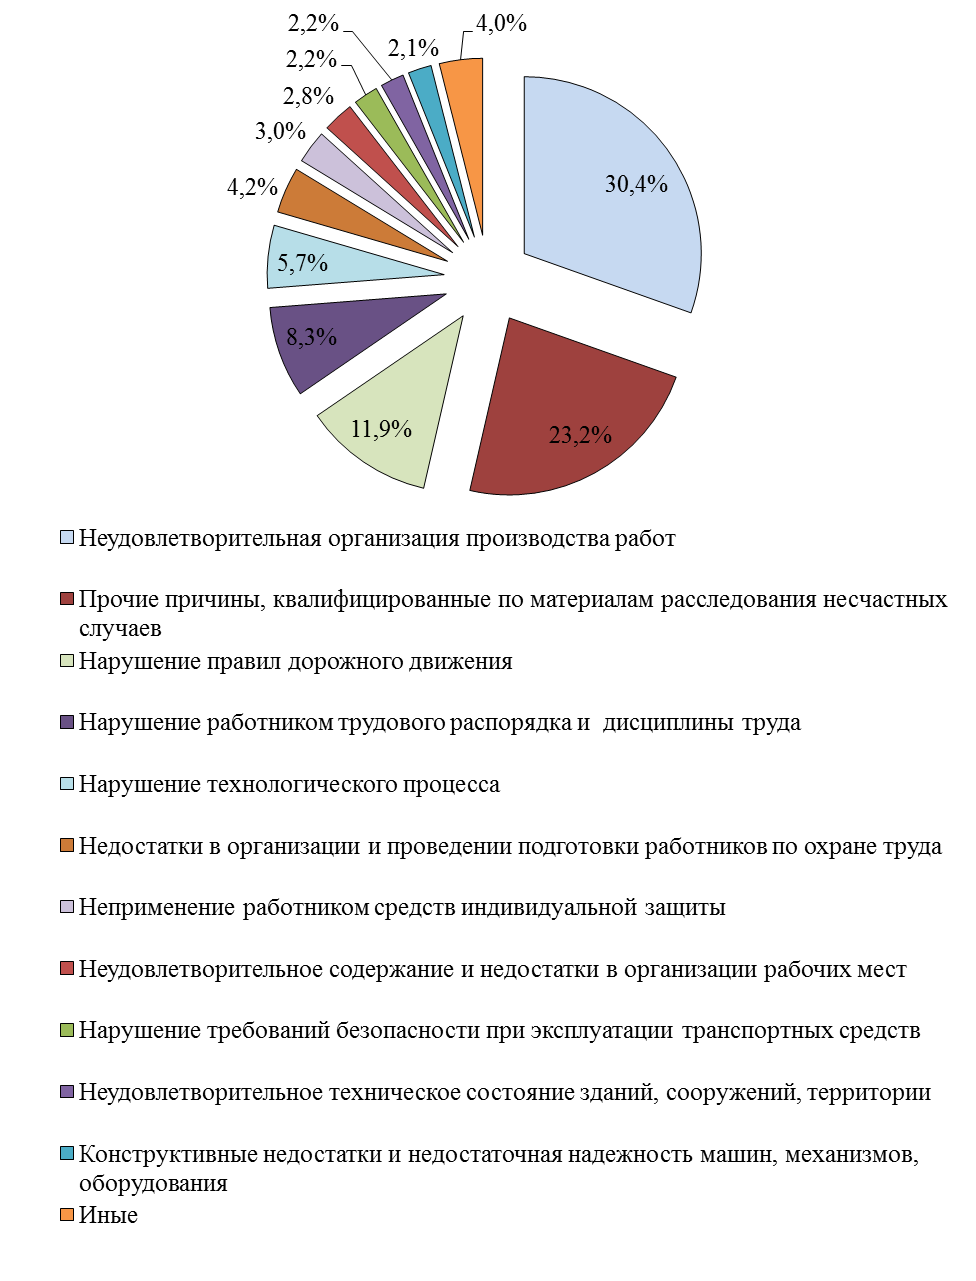 2,2%
4,0%
2,1%
2,2%
2,8%
3,0%
4,2%
30,4%
5,7%
8,3%
11,9%
23,2%
Неудовлетворительная организация производства работ
Прочие причины, квалифицированные по материалам расследования несчастных
случаев
Нарушение правил дорожного движения
Нарушение работником трудового распорядка и  дисциплины труда
Нарушение технологического процесса
Недостатки в организации и проведении подготовки работников по охране труда
Неприменение работником средств индивидуальной защиты
Неудовлетворительное содержание и недостатки в организации рабочих мест
Нарушение требований безопасности при эксплуатации транспортных средств
Неудовлетворительное техническое состояние зданий, сооружений, территории
Конструктивные недостатки и недостаточная надежность машин, механизмов,
оборудования
Иные